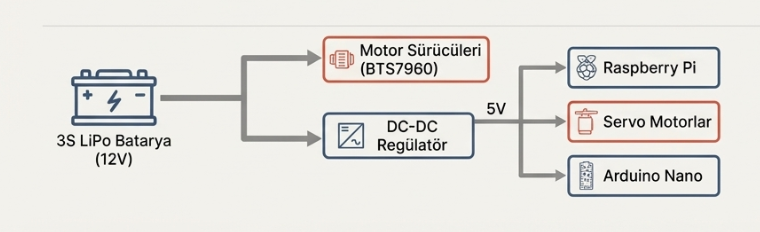 3S LiPo Batarya
(12V)
Motor Sürücüleri
(BTS7960)
DC-DC
Regülatör
5V
Raspberry Pi
Servo Motorlar
Arduino Nano